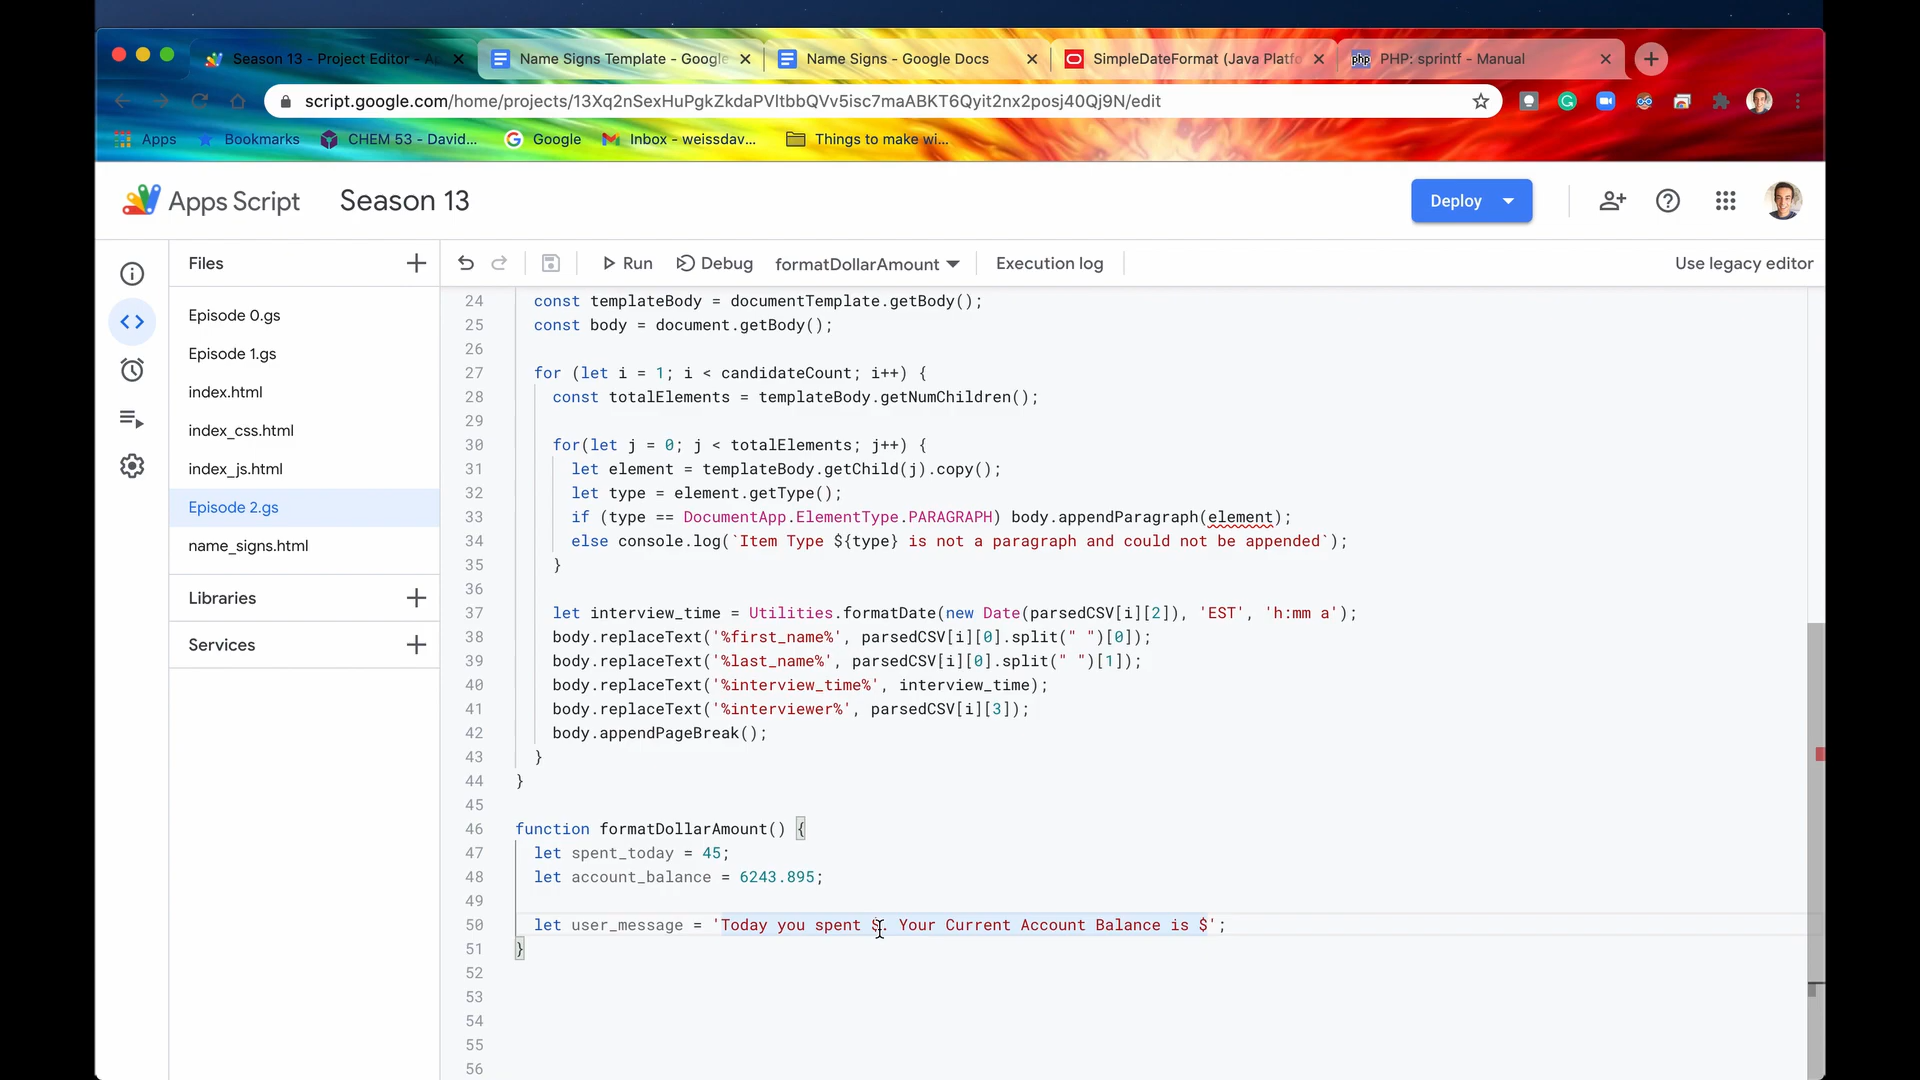 Season 13 - Project Editor - Ap
Name Signs Template - Google
Name Signs - Google Docs
SimpleDateFormat (Java Platfo
php
PHP: sprintf - Manual
script.google.com/home/projects/13Xq2nSexHuPgkZkdaPVItbbQVv5isc7maABKT6Qyit2nx2posj40Qj9N/edit
Apps
Bookmarks
CHEM 53 - David...
Google
Inbox - weissdav...
Things to make wi...
Apps Script
Season 13
Deploy
Files
Run
Debug
formatDollarAmount
Execution log
Use legacy editor
Episode 0.gs
Episode 1.gs
index.html
index_css.html
index_js.html
Episode 2.gs
name_signs.html
Libraries
Services
24 const templateBody = documentTemplate.getBody();
25 const body = document.getBody();
26
27 for (let i = 1; i < candidateCount; i++) {
28 const totalElements = templateBody.getNumChildren();
29
30 for(let j = 0; j < totalElements; j++) {
31 let element = templateBody.getChild(j).copy();
32 let type = element.getType();
33 if (type == DocumentApp.ElementType.PARAGRAPH) body.appendParagraph(element);
34 else console.log(`Item Type ${type} is not a paragraph and could not be appended`);
35 }
36
37 let interview_time = Utilities.formatDate(new Date(parsedCSV[i][2]), 'EST', 'h:mm a');
38 body.replaceText('%first_name%', parsedCSV[i][0].split(" ")[0]);
39 body.replaceText('%last_name%', parsedCSV[i][0].split(" ")[1]);
40 body.replaceText('%interview_time%', interview_time);
41 body.replaceText('%interviewer%', parsedCSV[i][3]);
42 body.appendPageBreak();
43 }
44 }
45
46 function formatDollarAmount() {
47 let spent_today = 45;
48 let account_balance = 6243.895;
49
50 let user_message = 'Today you spent $. Your Current Account Balance is $';
51 }
52
53
54
55
56